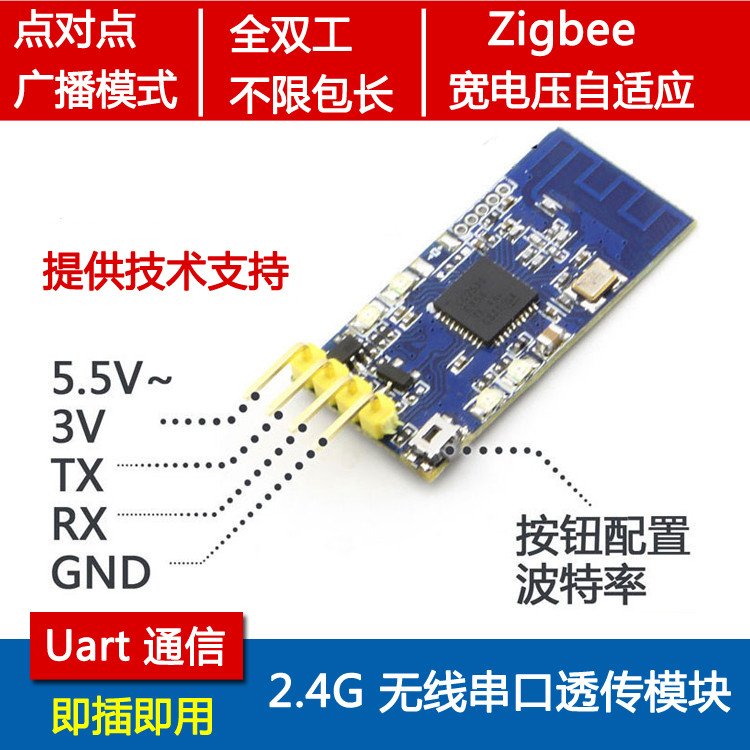 点对点
广播模式
全双工
不限包长
Zigbee
宽电压自适应
提供技术支持
5.5V~
3V
TX
RX
GND
按钮配置
波特率
Uart 通信
即插即用
2.4G 无线串口透传模块